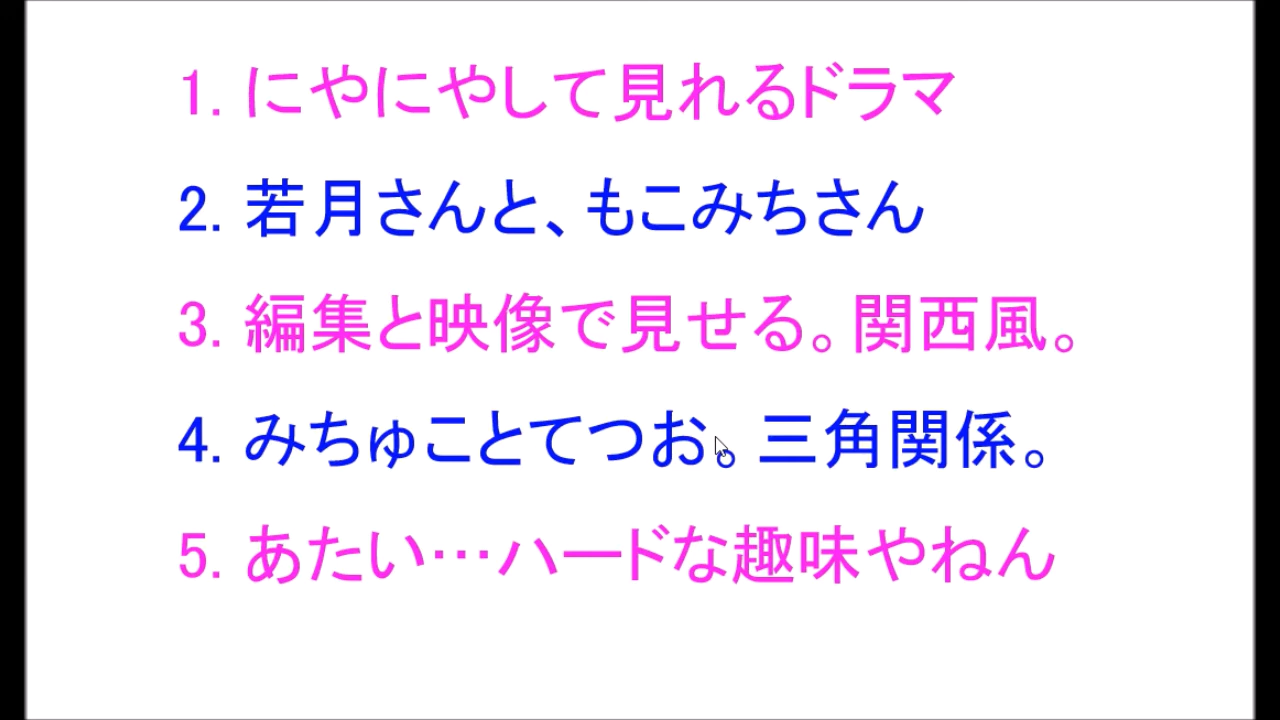 1. にやにやして見れるドラマ
2. 若月さんと、もこみちさん
3. 編集と映像で見せる。関西風。
4. みちゅことてつお。三角関係。
5. あたい…ハードな趣味やねん